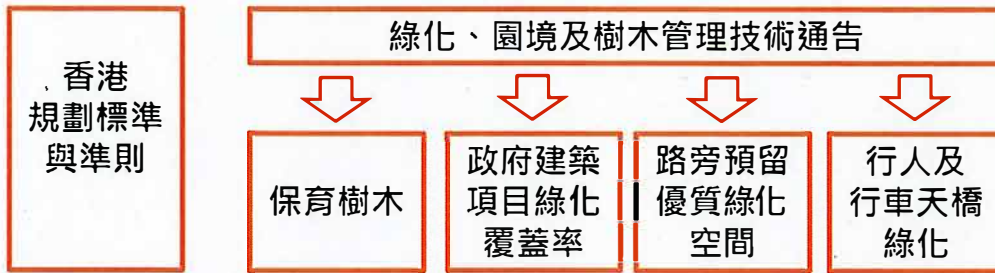 香港
規劃標準
與準則
綠化、園境及樹木管理技術通告
保育樹木
政府建築
項目綠化
覆蓋率
路旁預留
優質綠化
空間
行人及
行車天橋
綠化